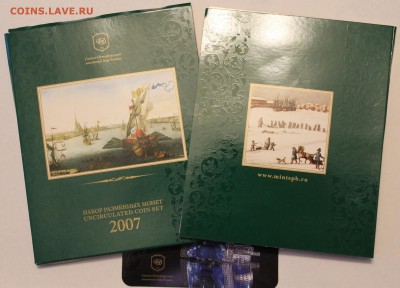 COINS.LAVE.RU
НАБОР РАЗМЕННЫХ МОНЕТ
UNCIRCULATED COIN SET
2007
www.mintspb.ru